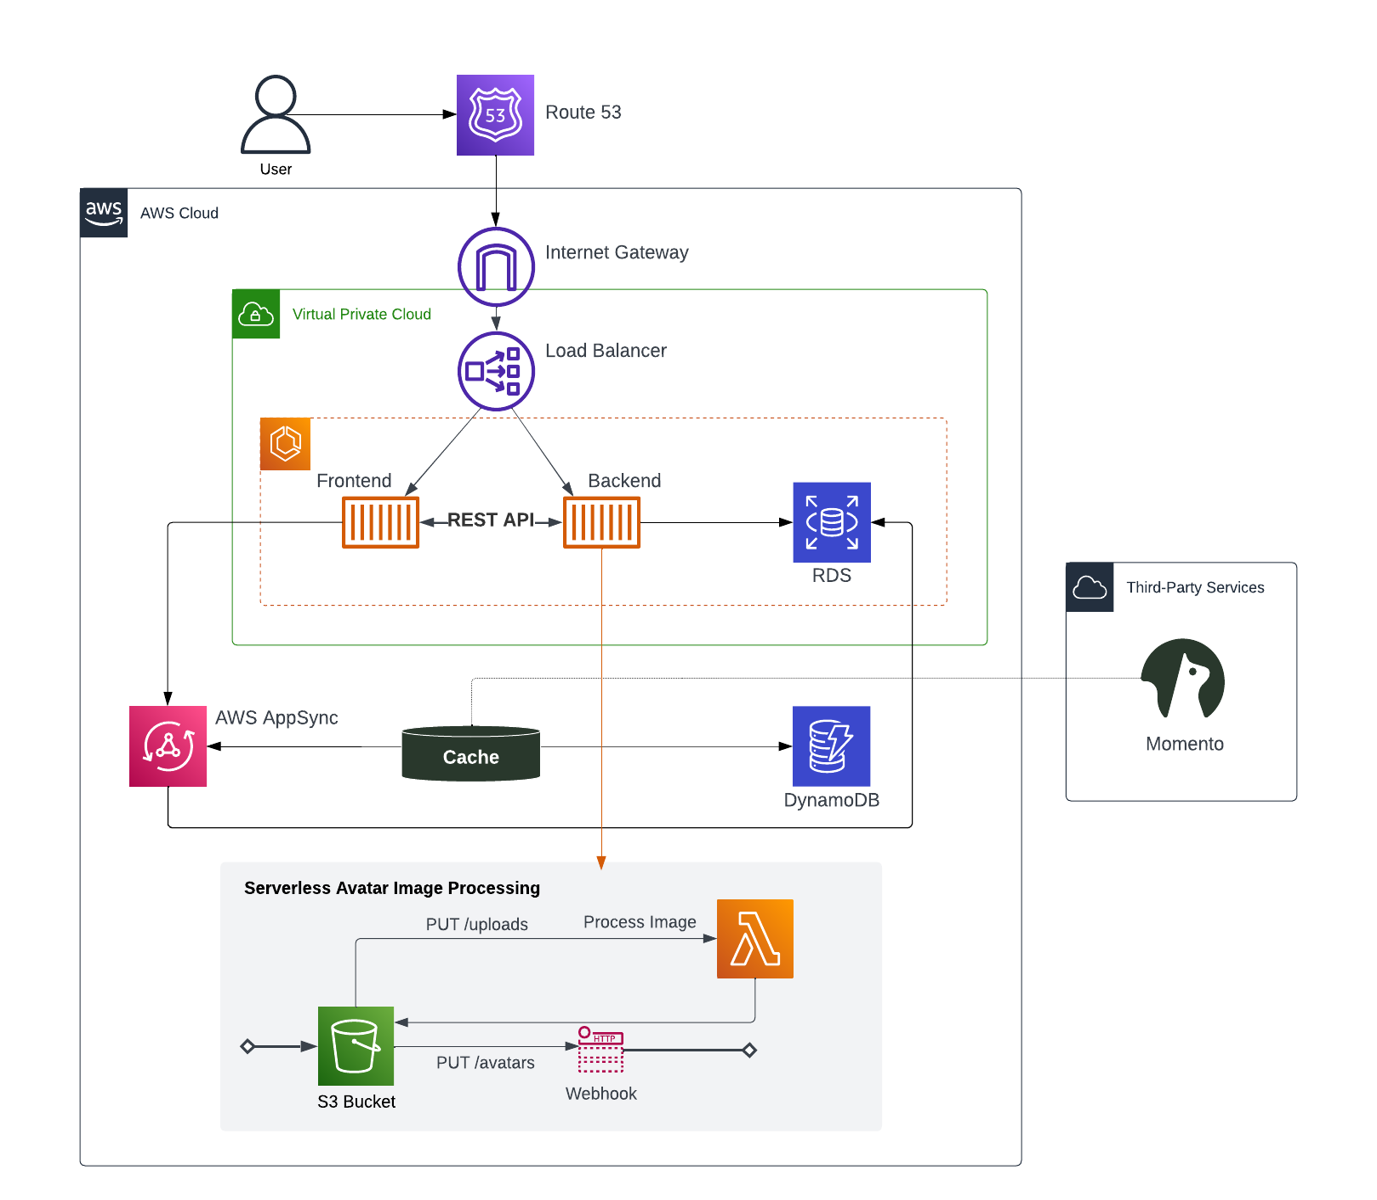 53
Route 53
User
aws
AWS Cloud
Internet Gateway
Virtual Private Cloud
Load Balancer
Frontend
Backend
REST API
RDS
Third-Party Services
Momento
AWS AppSync
Cache
DynamoDB
Serverless Avatar Image Processing
PUT /uploads
Process Image
HTTP
PUT /avatars
Webhook
S3 Bucket